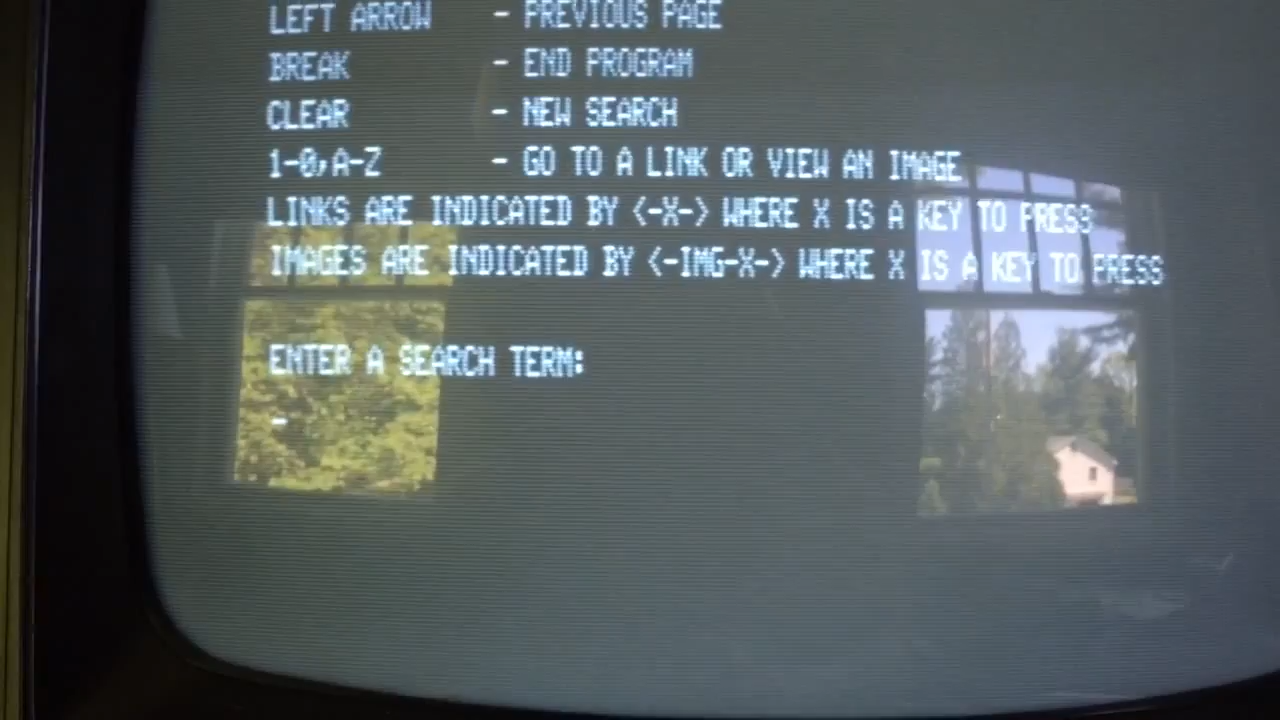 LEFT ARROW - PREVIOUS PAGE
BREAK - END PROGRAM
CLEAR - NEW SEARCH
1-0,A-Z - GO TO A LINK OR VIEW AN IMAGE
LINKS ARE INDICATED BY <-X-> WHERE X IS A KEY TO PRESS
IMAGES ARE INDICATED BY <-IMG-X-> WHERE X IS A KEY TO PRESS
ENTER A SEARCH TERM: